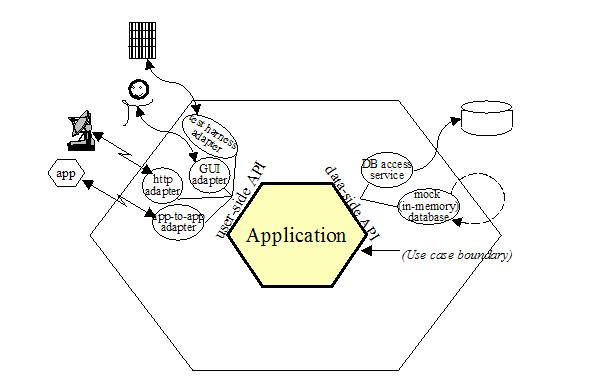 test harness
adapter
GUI
adapter
http
adapter
app
app-to-app
adapter
user-side API
Application
data-side API
DB access
service
mock
(in-memory)
database
(Use case boundary)